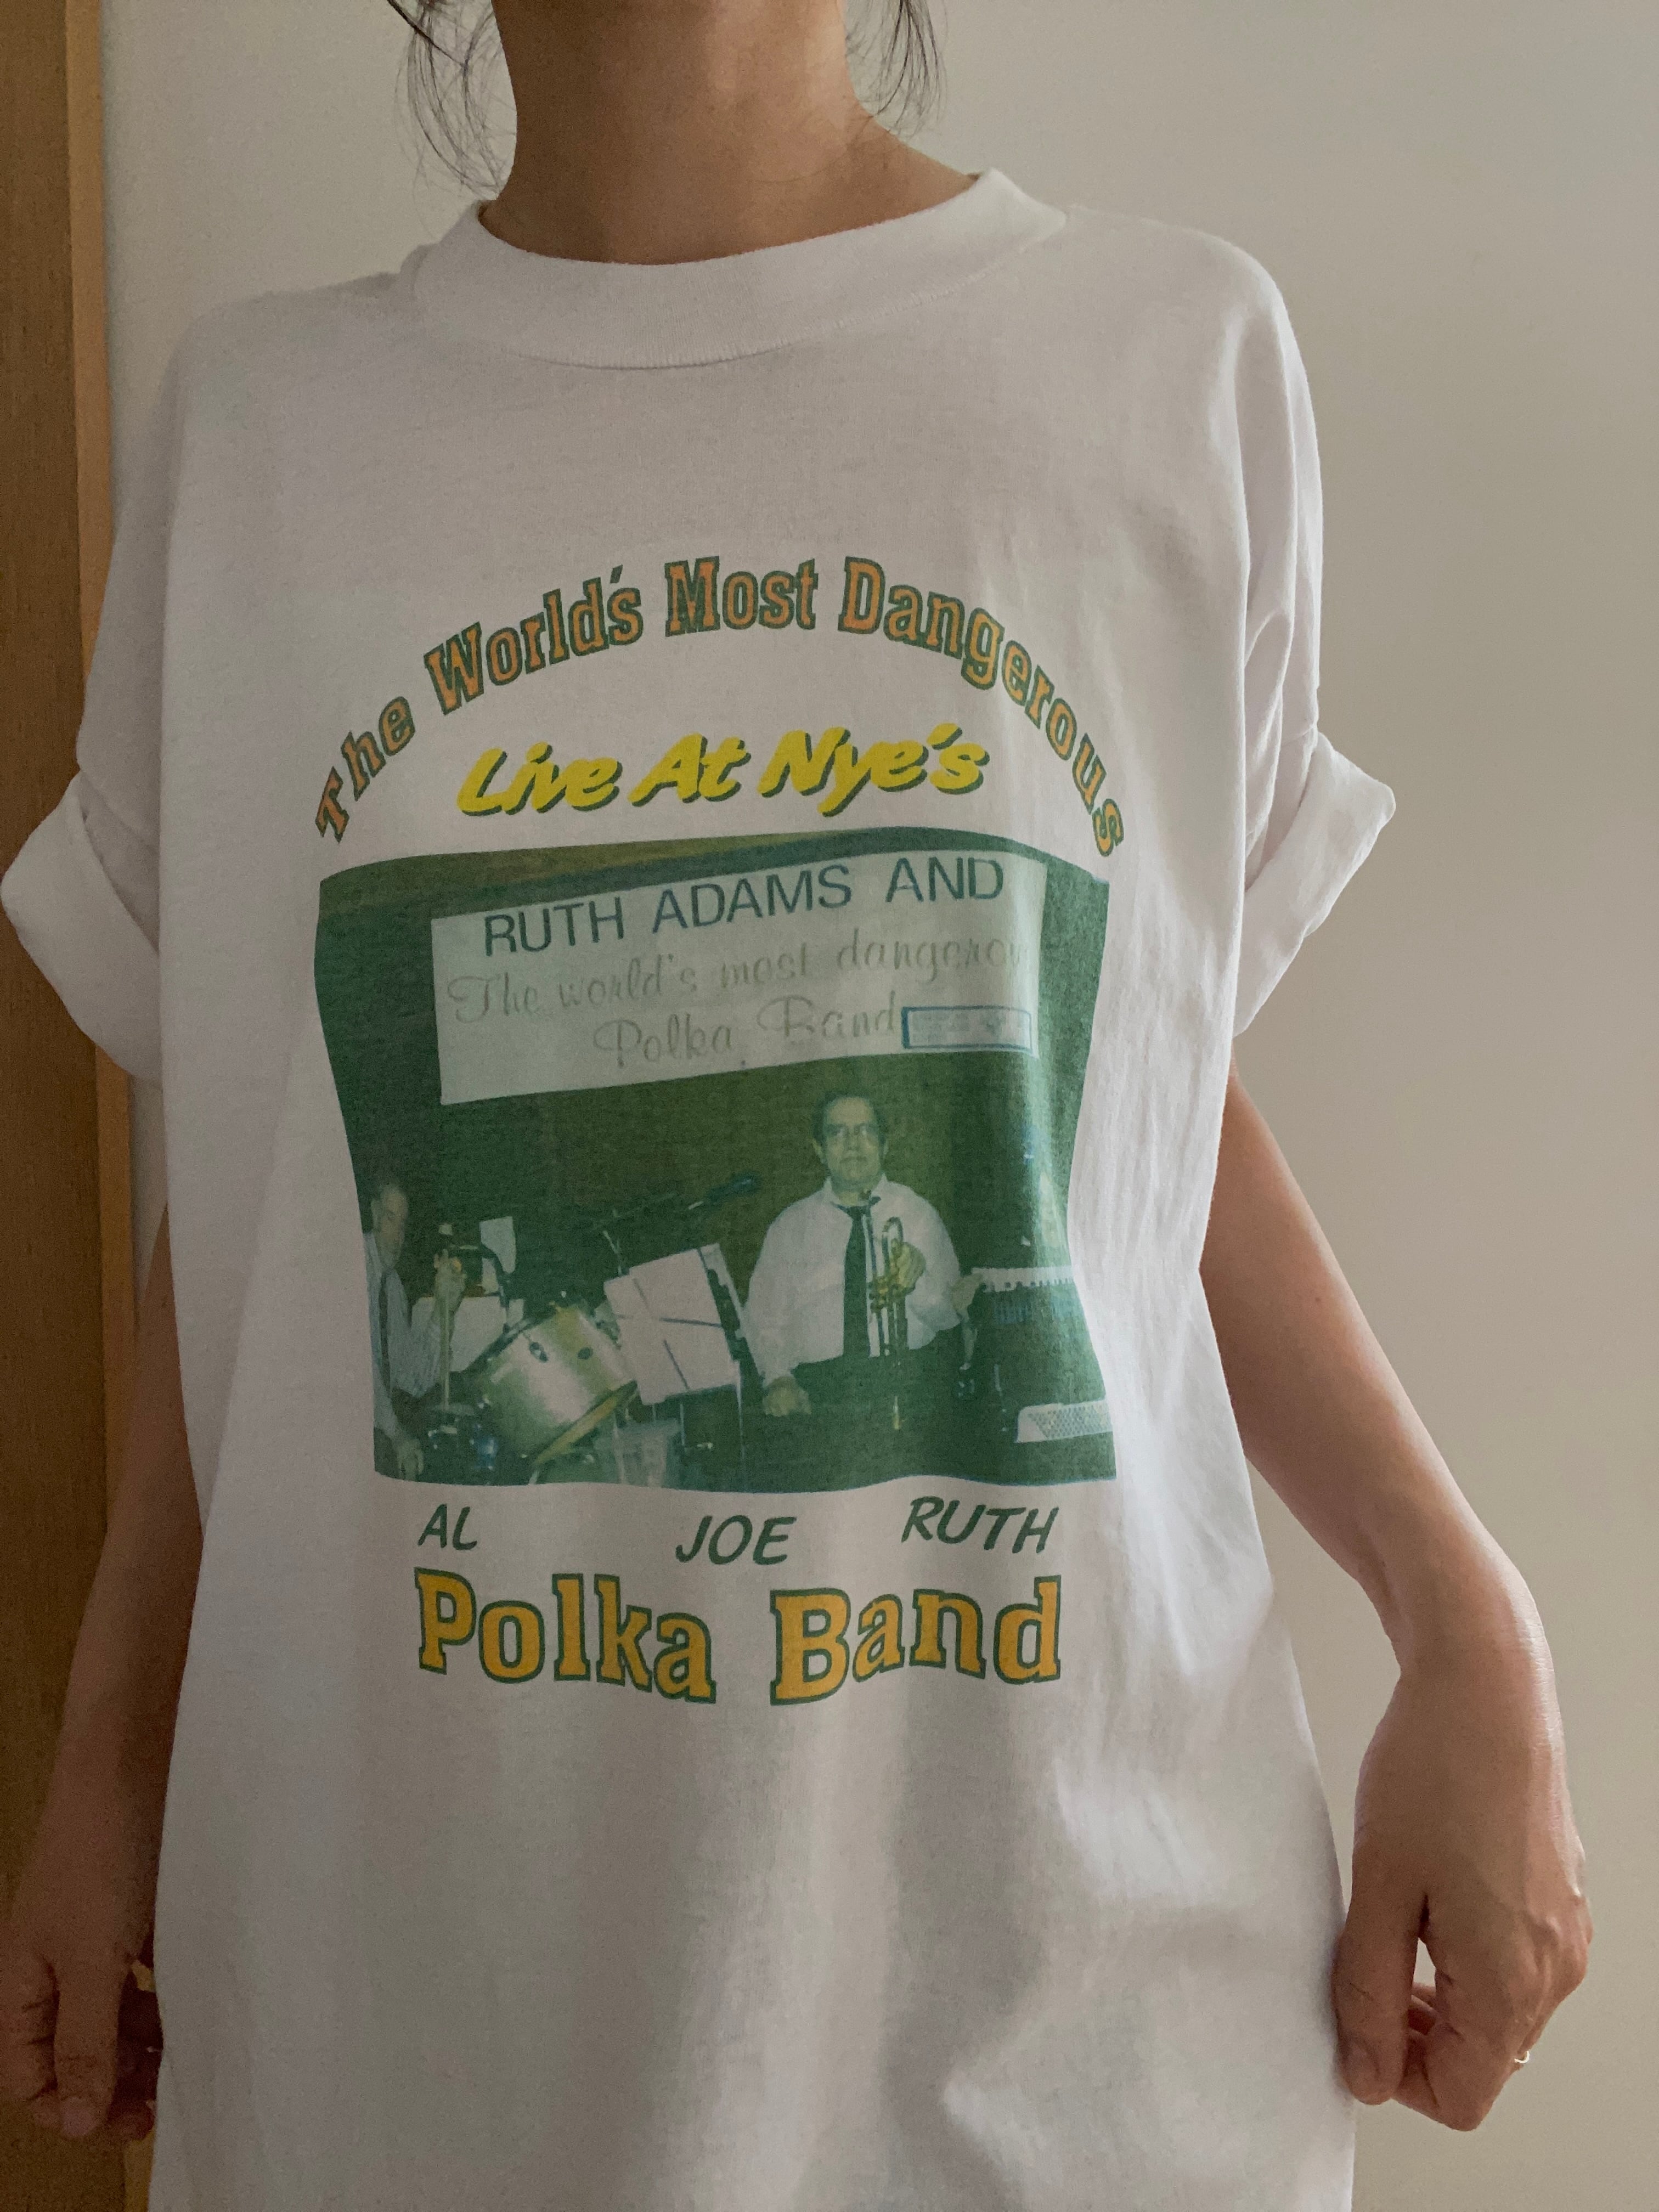 The World's Most Dangerous
Live At Nye's
RUTH ADAMS AND
The world's most dangerou
Polka Band
AL JOE RUTH
Polka Band